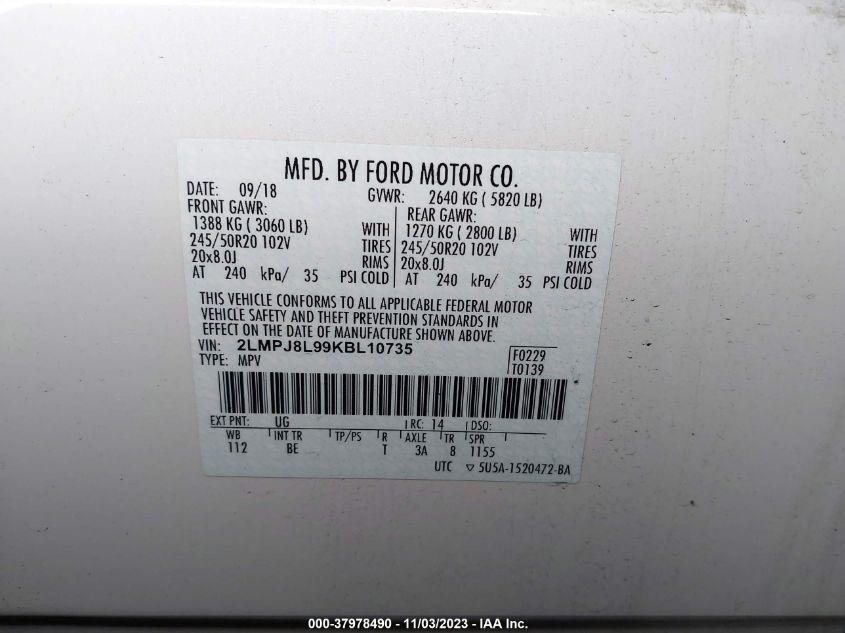 MFD. BY FORD MOTOR CO.
DATE: 09/18 GVWR: 2640 KG ( 5820 LB)
FRONT GAWR: REAR GAWR:
1388 KG ( 3060 LB) WITH 1270 KG ( 2800 LB) WITH
245/50R20 102V TIRES 245/50R20 102V TIRES
20x8.0J RIMS 20x8.0J RIMS
AT 240 kPa/ 35 PSI COLD AT 240 kPa/ 35 PSI COLD
THIS VEHICLE CONFORMS TO ALL APPLICABLE FEDERAL MOTOR
VEHICLE SAFETY AND THEFT PREVENTION STANDARDS IN
EFFECT ON THE DATE OF MANUFACTURE SHOWN ABOVE.
VIN: 2LMPJ8L99KBL10735 F0229
TYPE: MPV T0139
EXT PNT: UG RC: 14 DSO:
WB INT TR TP/PS R AXLE TR SPR
112 BE T 3A 8 1155
UTC ▽ 5U5A-1520472-BA
000-37978490 - 11/03/2023 - IAA Inc.